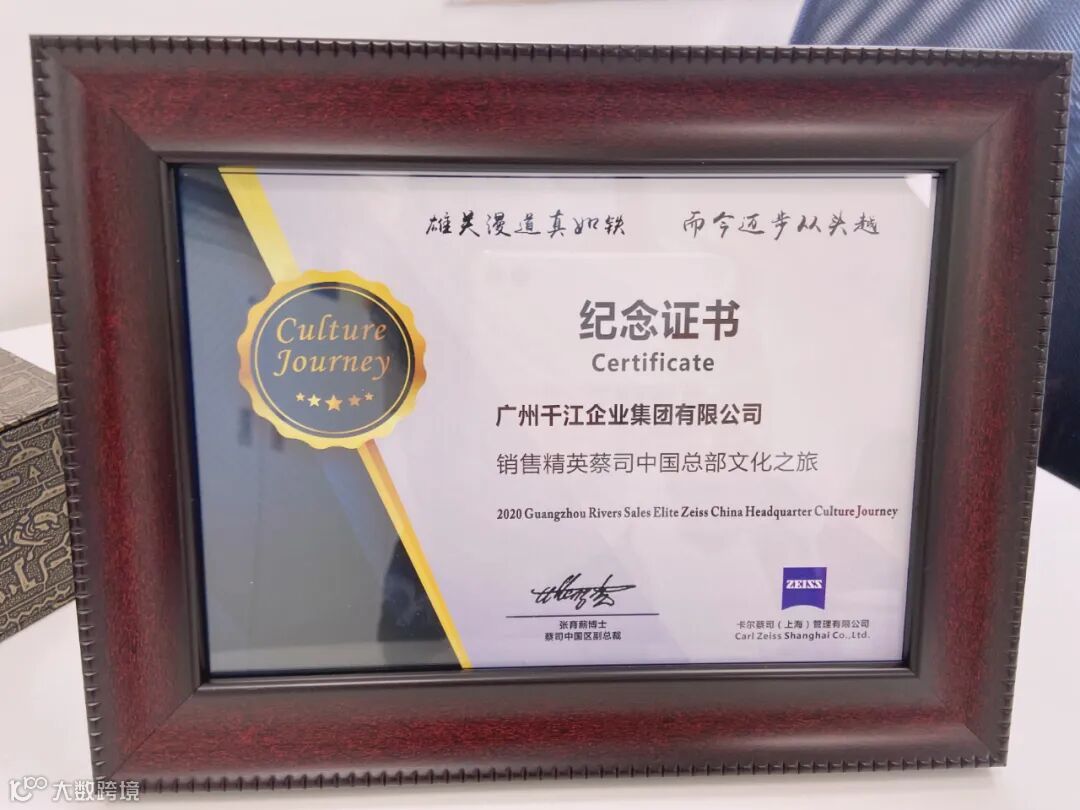 雄关漫道真如铁 而今迈步从头越
Culture
Journey
纪念证书
Certificate
广州千江企业集团有限公司
销售精英蔡司中国总部文化之旅
2020 Guangzhou Rivers Sales Elite Zeiss China Headquarter Culture Journey
张育薪博士
蔡司中国区副总裁
ZEISS
卡尔蔡司（上海）管理有限公司
Carl Zeiss Shanghai Co.,Ltd.
大数跨境